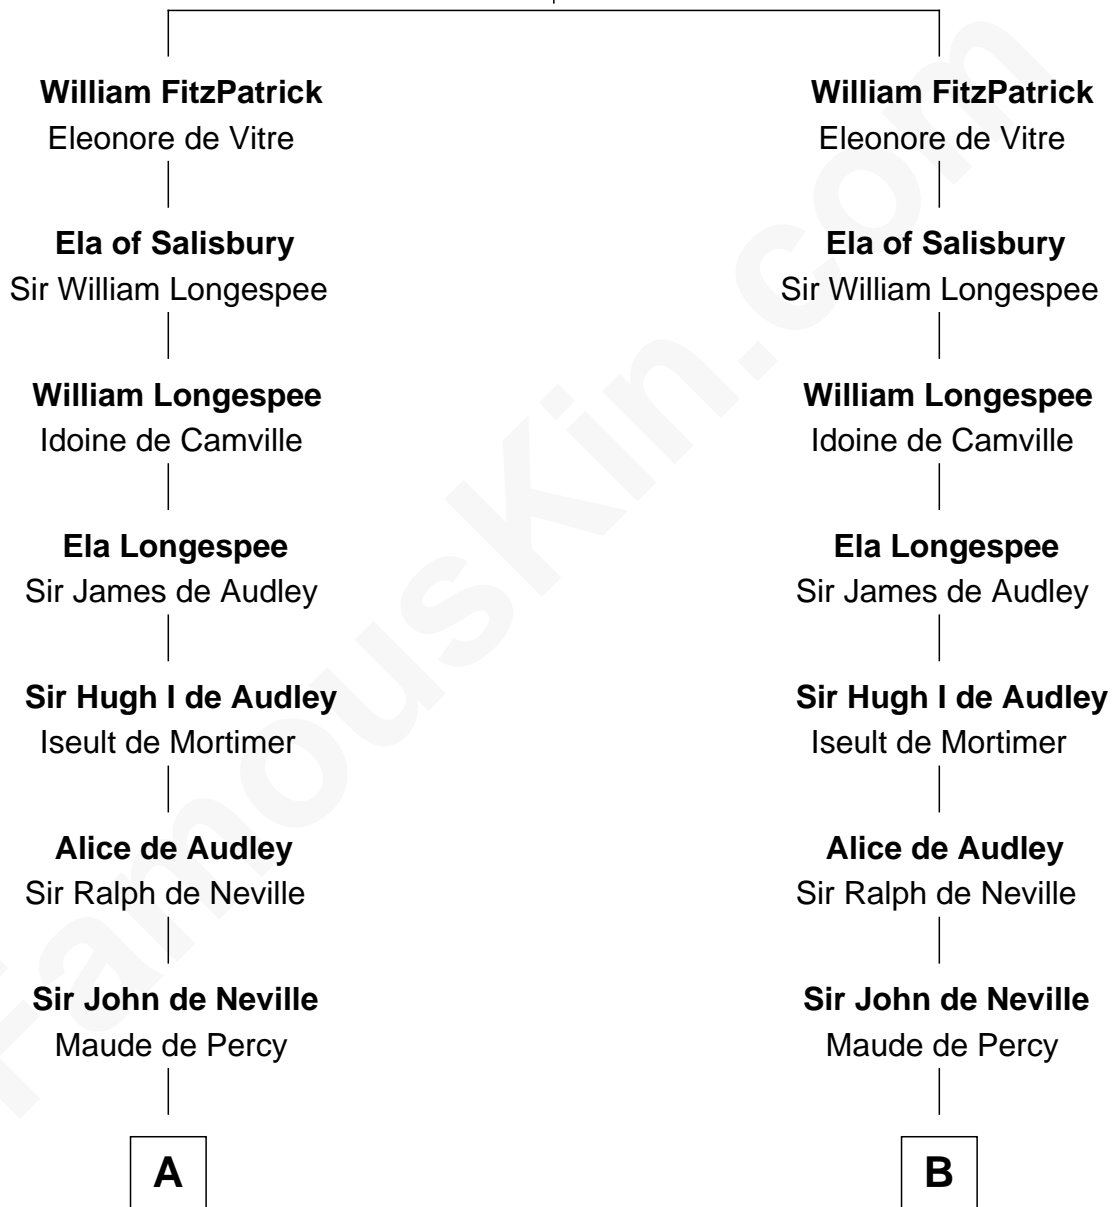 William FitzPatrick William FitzPatrick
Eleonore de Vitre Eleonore de Vitre
Ela of Salisbury Ela of Salisbury
Sir William Longespee Sir William Longespee
William Longespee William Longespee
Idoine de Camville Idoine de Camville
Ela Longespee Ela Longespee
Sir James de Audley Sir James de Audley
Sir Hugh I de Audley Sir Hugh I de Audley
Iseult de Mortimer Iseult de Mortimer
Alice de Audley Alice de Audley
Sir Ralph de Neville Sir Ralph de Neville
Sir John de Neville Sir John de Neville
Maude de Percy Maude de Percy
A B
FamousKin.com